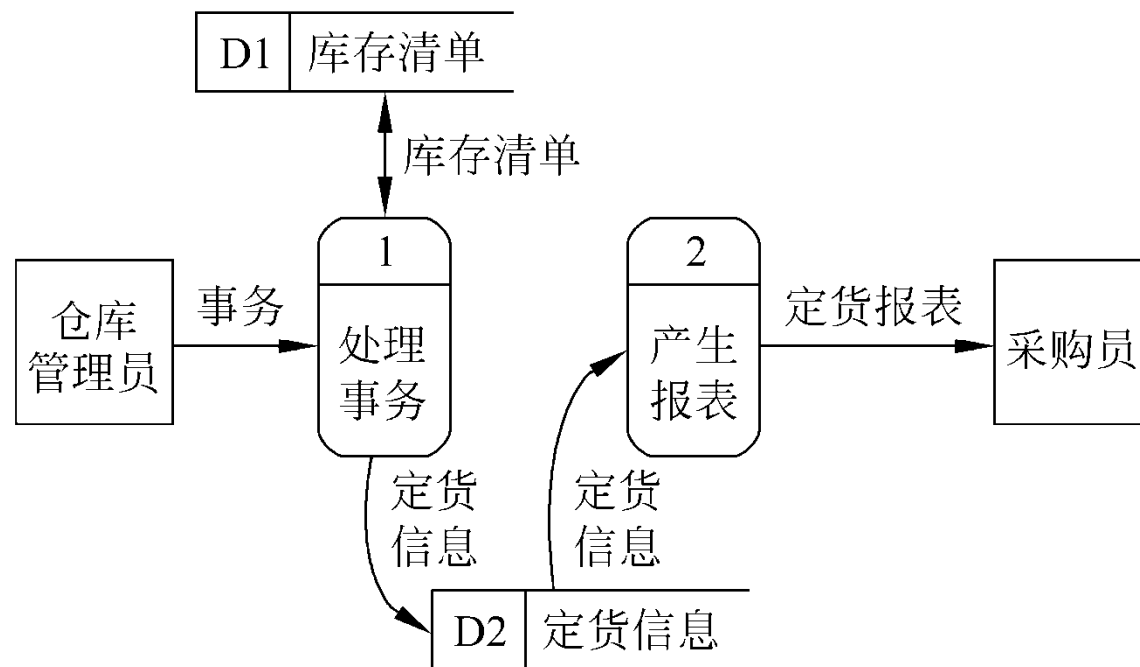 D1 库存清单
库存清单
1
2
仓库
管理员
事务
处理
事务
产生
报表
定货报表
采购员
定货
信息
定货
信息
D2 定货信息